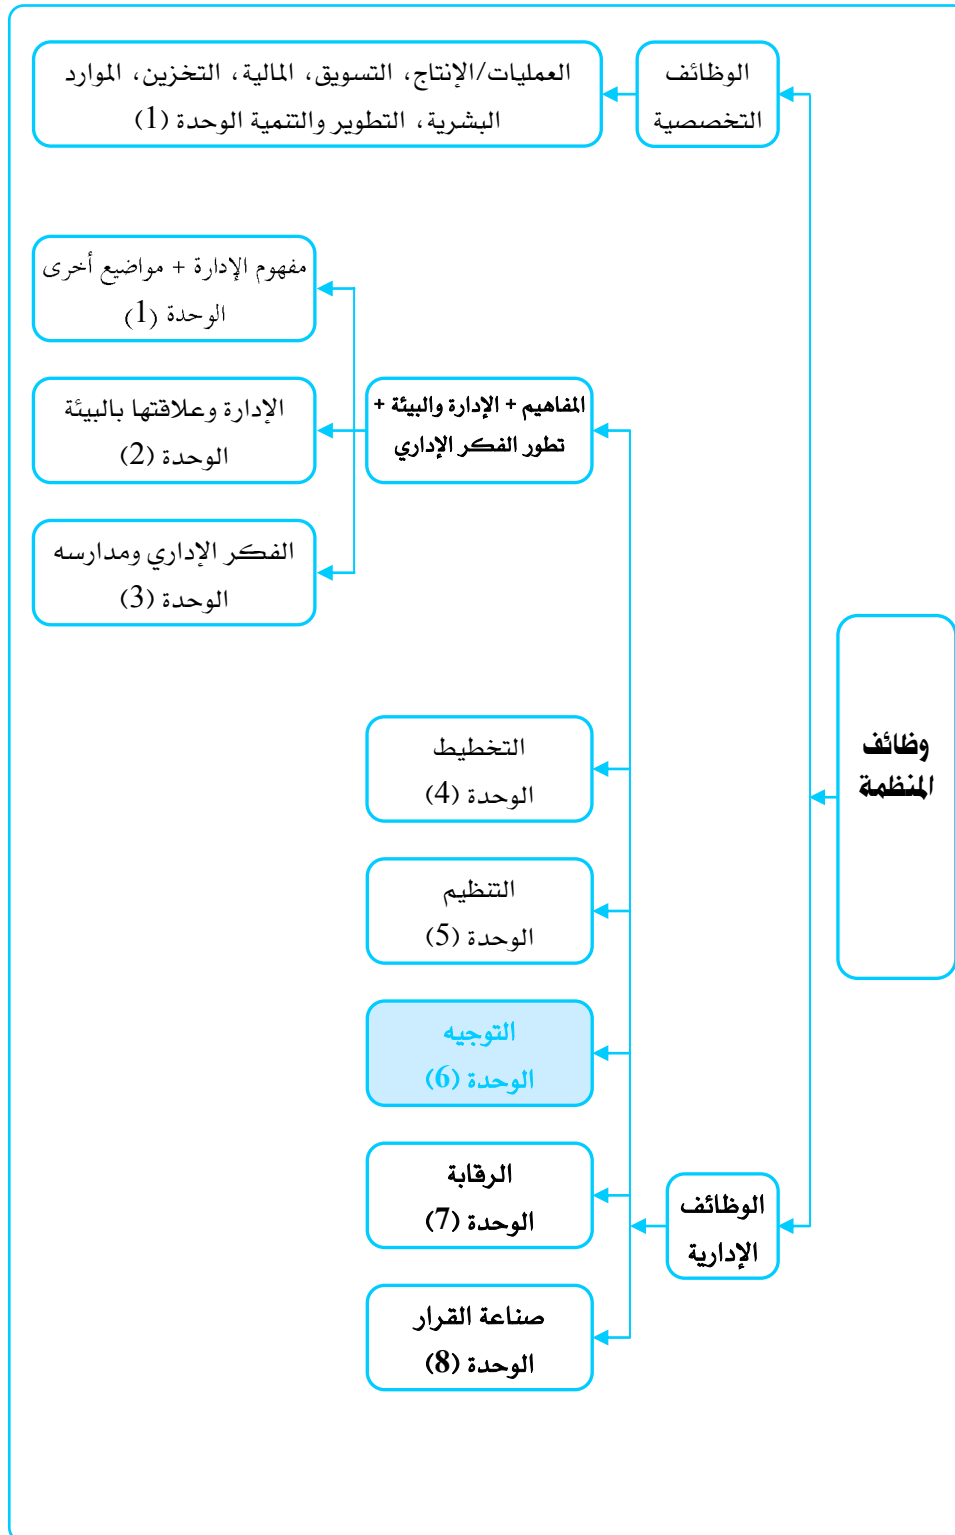 الوظائف
التخصصية
العمليات/الإنتاج، التسويق، المالية، التخزين، الموارد
البشرية، التطوير والتنمية الوحدة (1)
مفهوم الإدارة + مواضيع أخرى
الوحدة (1)
المفاهيم + الإدارة والبيئة +
تطور الفكر الإداري
الإدارة وعلاقتها بالبيئة
الوحدة (2)
الفكر الإداري ومدارسه
الوحدة (3)
وظائف
المنظمة
التخطيط
الوحدة (4)
التنظيم
الوحدة (5)
التوجيه
الوحدة (6)
الرقابة
الوحدة (7)
الوظائف
الإدارية
صناعة القرار
الوحدة (8)